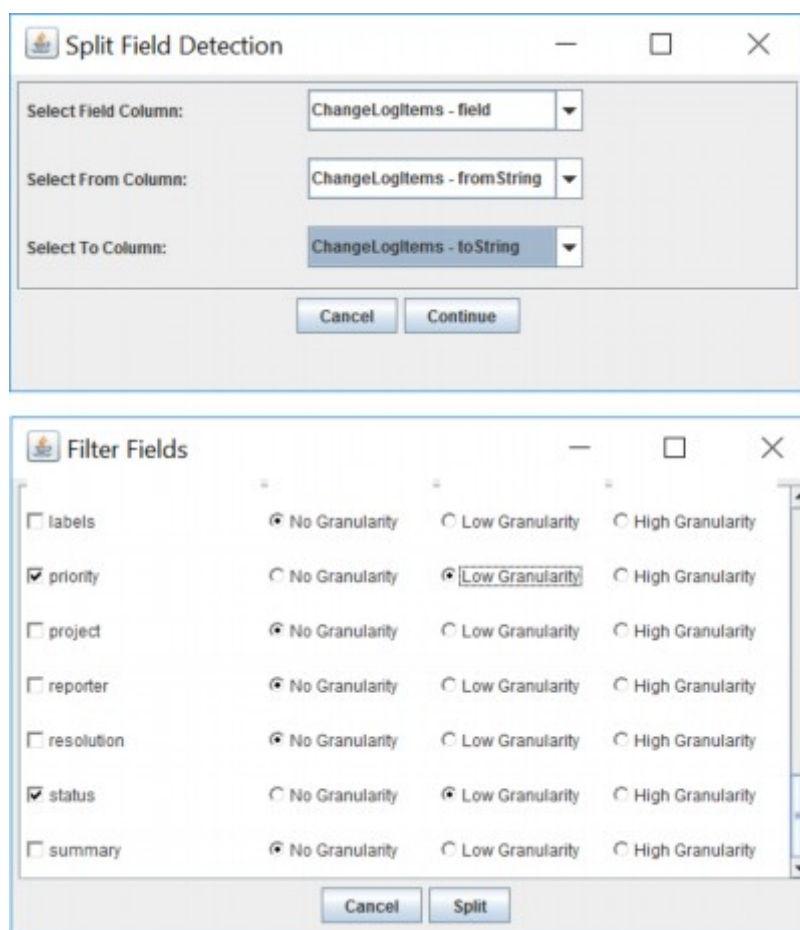 Split Field Detection
Select Field Column: ChangeLogItems - field
Select From Column: ChangeLogItems - fromString
Select To Column: ChangeLogItems - toString
Cancel Continue
Filter Fields
labels No Granularity Low Granularity High Granularity
priority No Granularity Low Granularity High Granularity
project No Granularity Low Granularity High Granularity
reporter No Granularity Low Granularity High Granularity
resolution No Granularity Low Granularity High Granularity
status No Granularity Low Granularity High Granularity
summary No Granularity Low Granularity High Granularity
Cancel Split